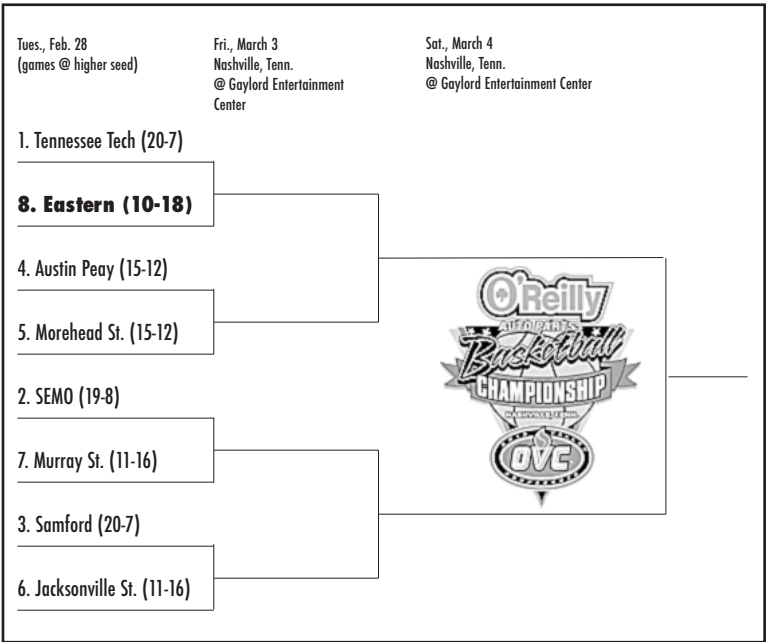 Tues., Feb. 28
(games @ higher seed)
Fri., March 3
Nashville, Tenn.
@ Gaylord Entertainment
Center
Sat., March 4
Nashville, Tenn.
@ Gaylord Entertainment Center
1. Tennessee Tech (20-7)
8. Eastern (10-18)
4. Austin Peay (15-12)
5. Morehead St. (15-12)
2. SEMO (19-8)
7. Murray St. (11-16)
3. Samford (20-7)
6. Jacksonville St. (11-16)
O'Reilly
AUTO PARTS
Basketball
CHAMPIONSHIP
NASHVILLE, TENN.
OHIO VALLEY
OVC
CONFERENCE